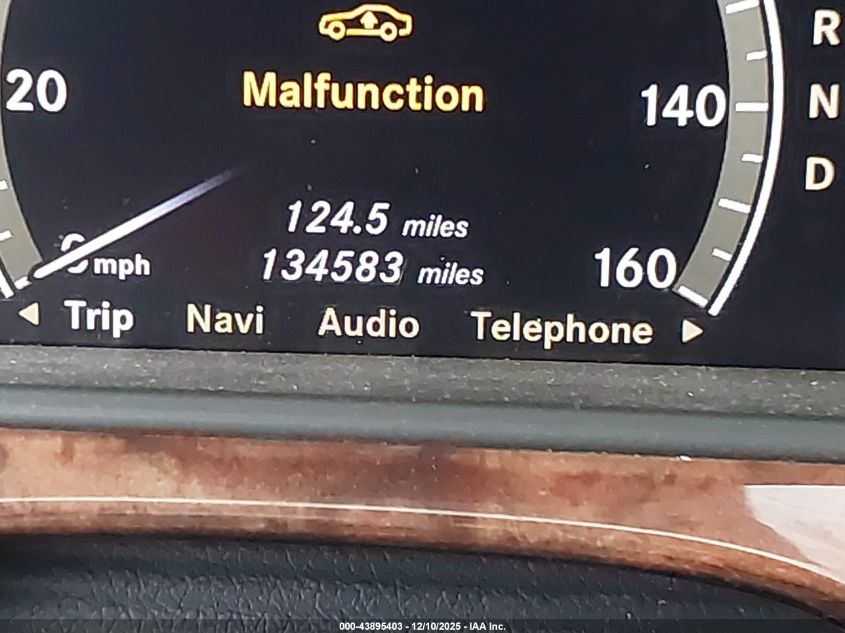 R
Malfunction
20
140
N
D
124.5 miles
0 mph
134583 miles
160
Trip Navi Audio Telephone
000-43895403 - 12/10/2025 - IAA Inc.